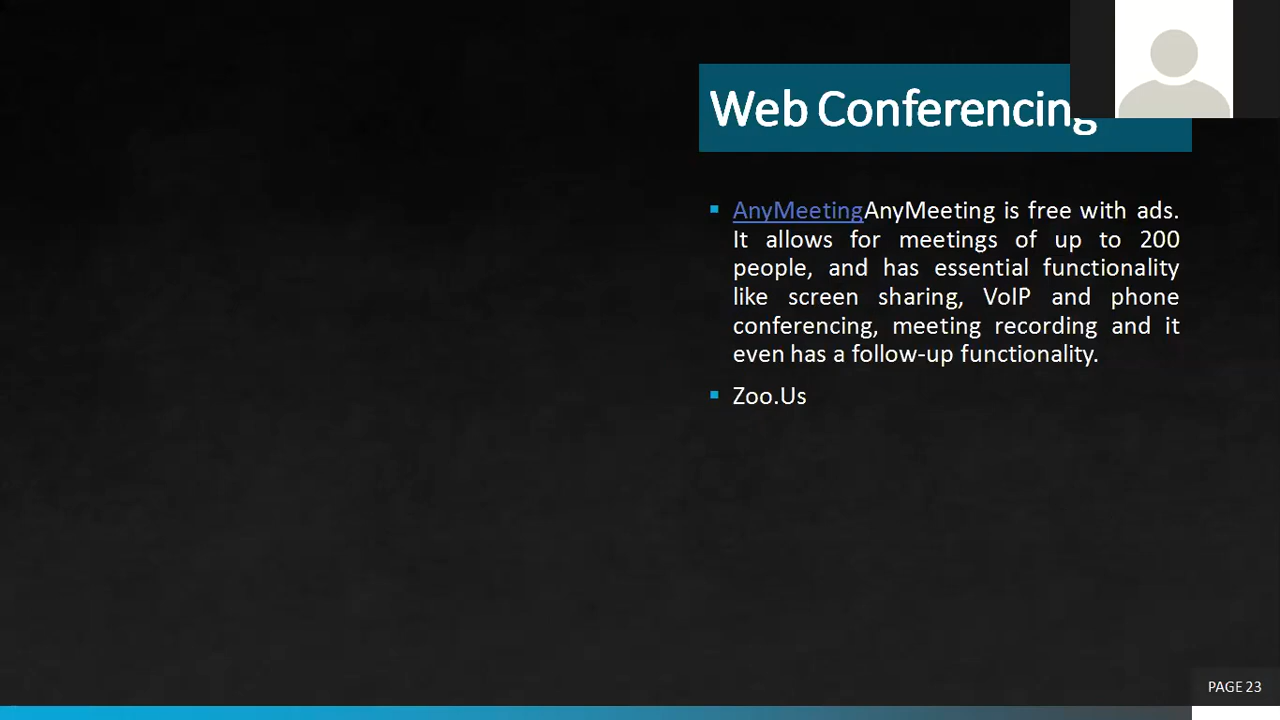 Web Conferencing
AnyMeetingAnyMeeting is free with ads.
It allows for meetings of up to 200
people, and has essential functionality
like screen sharing, VoIP and phone
conferencing, meeting recording and it
even has a follow-up functionality.
Zoo.Us
PAGE 23